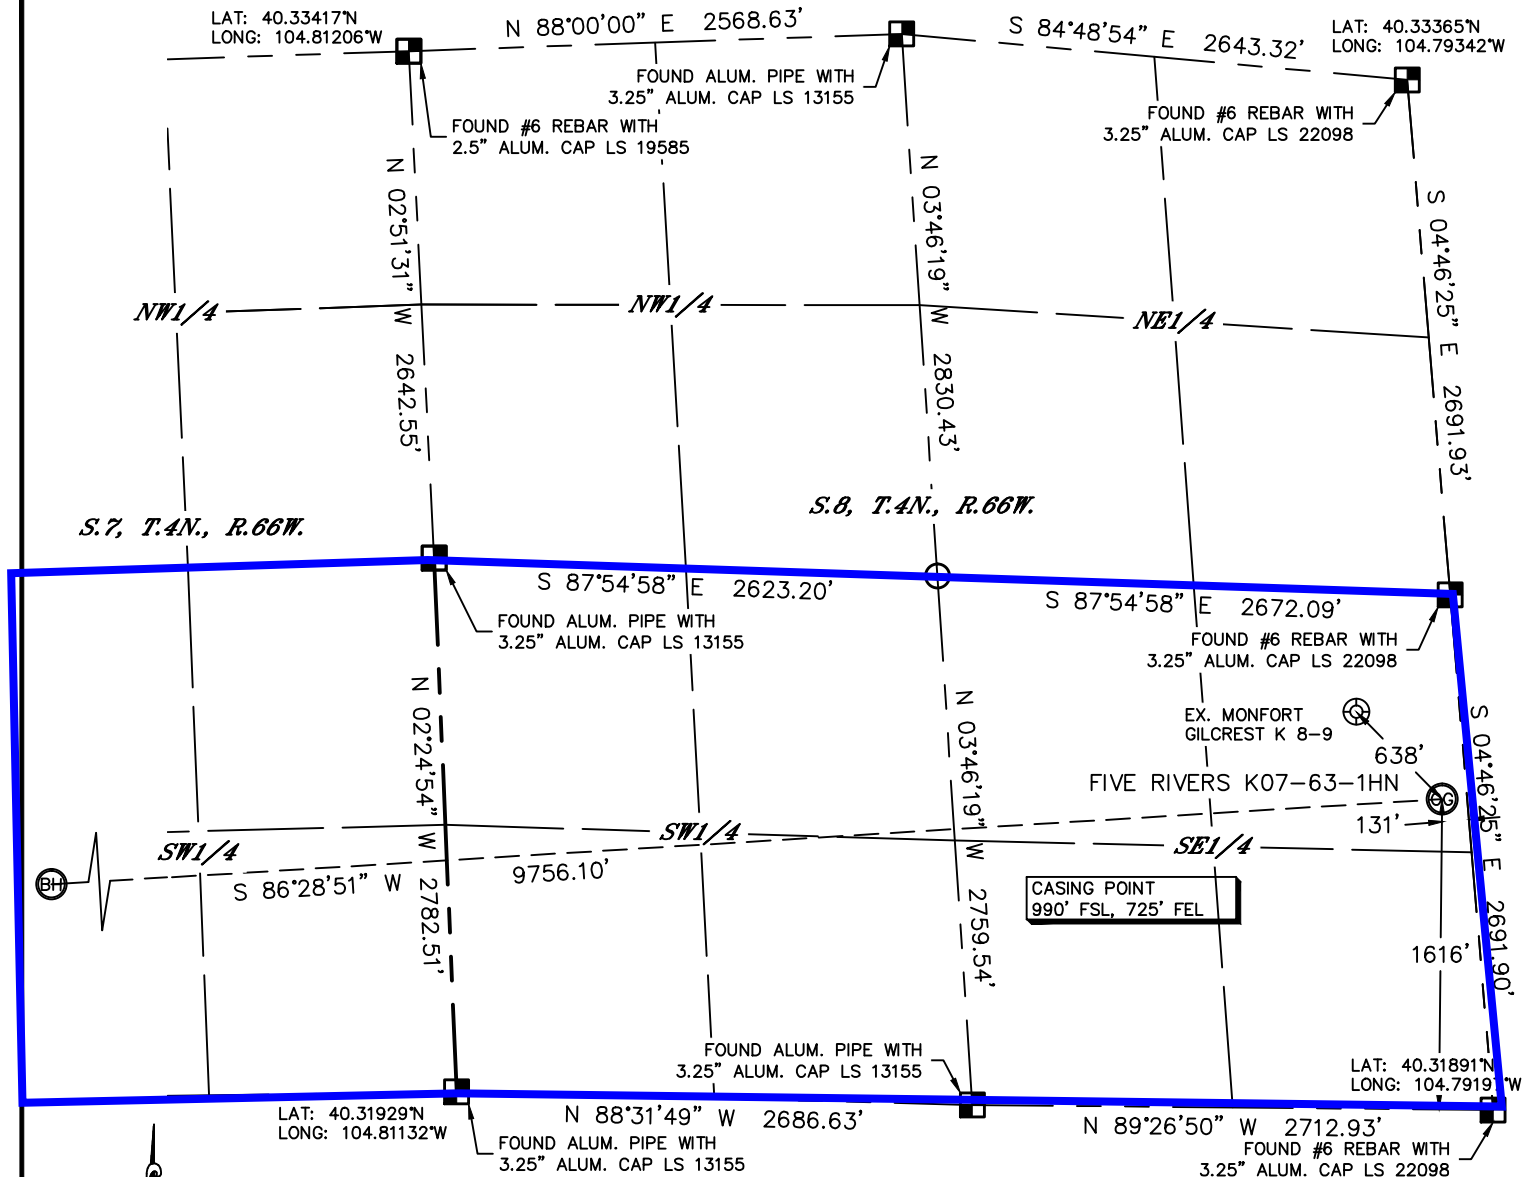 LAT: 40.33417°N
LONG: 104.81206°W
N 88°00'00" E 2568.63'
S 84°48'54" E 2643.32'
LAT: 40.33365°N
LONG: 104.79342°W
FOUND ALUM. PIPE WITH
3.25" ALUM. CAP LS 13155
FOUND #6 REBAR WITH
2.5" ALUM. CAP LS 19585
FOUND #6 REBAR WITH
3.25" ALUM. CAP LS 22098
N 02°51'31" W 2642.55'
N 03°46'19" W 2830.43'
S 04°46'25" E 2691.93'
NW1/4
NW1/4
NE1/4
S.7, T.4N., R.66W.
S.8, T.4N., R.66W.
S 87°54'58" E 2623.20'
S 87°54'58" E 2672.09'
FOUND ALUM. PIPE WITH
3.25" ALUM. CAP LS 13155
FOUND #6 REBAR WITH
3.25" ALUM. CAP LS 22098
N 02°24'54" W 2782.51'
N 03°46'19" W 2759.54'
S 04°46'25" E 2691.90'
EX. MONFORT
GILCREST K 8-9
638'
FIVE RIVERS K07-63-1HN
OG
131'
SW1/4
SW1/4
SE1/4
BH
S 86°28'51" W 9756.10'
CASING POINT
990' FSL, 725' FEL
1616'
FOUND ALUM. PIPE WITH
3.25" ALUM. CAP LS 13155
LAT: 40.31891°N
LONG: 104.79197°W
LAT: 40.31929°N
LONG: 104.81132°W
N 88°31'49" W 2686.63'
N 89°26'50" W 2712.93'
FOUND ALUM. PIPE WITH
3.25" ALUM. CAP LS 13155
FOUND #6 REBAR WITH
3.25" ALUM. CAP LS 22098